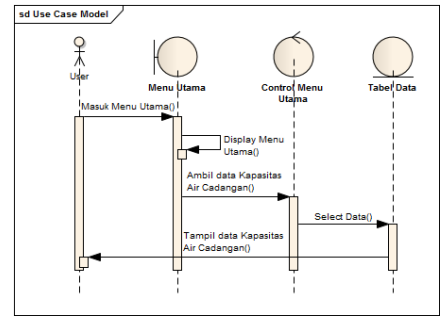 sd Use Case Model
User
Menu Utama
Control Menu
Utama
Tabel Data
Masuk Menu Utama()
Display Menu
Utama()
Ambil data Kapasitas
Air Cadangan()
Select Data()
Tampil data Kapasitas
Air Cadangan()